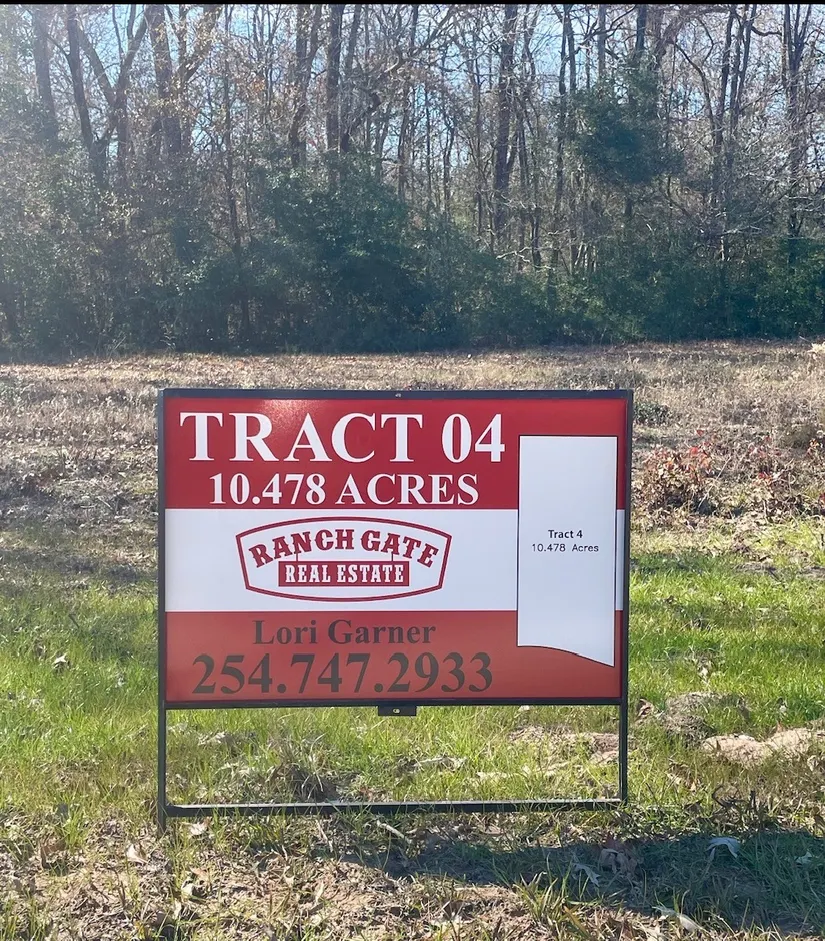 TRACT 04
10.478 ACRES
RANCH GATE
REAL ESTATE
Lori Garner
254.747.2933
Tract 4
10.478 Acres